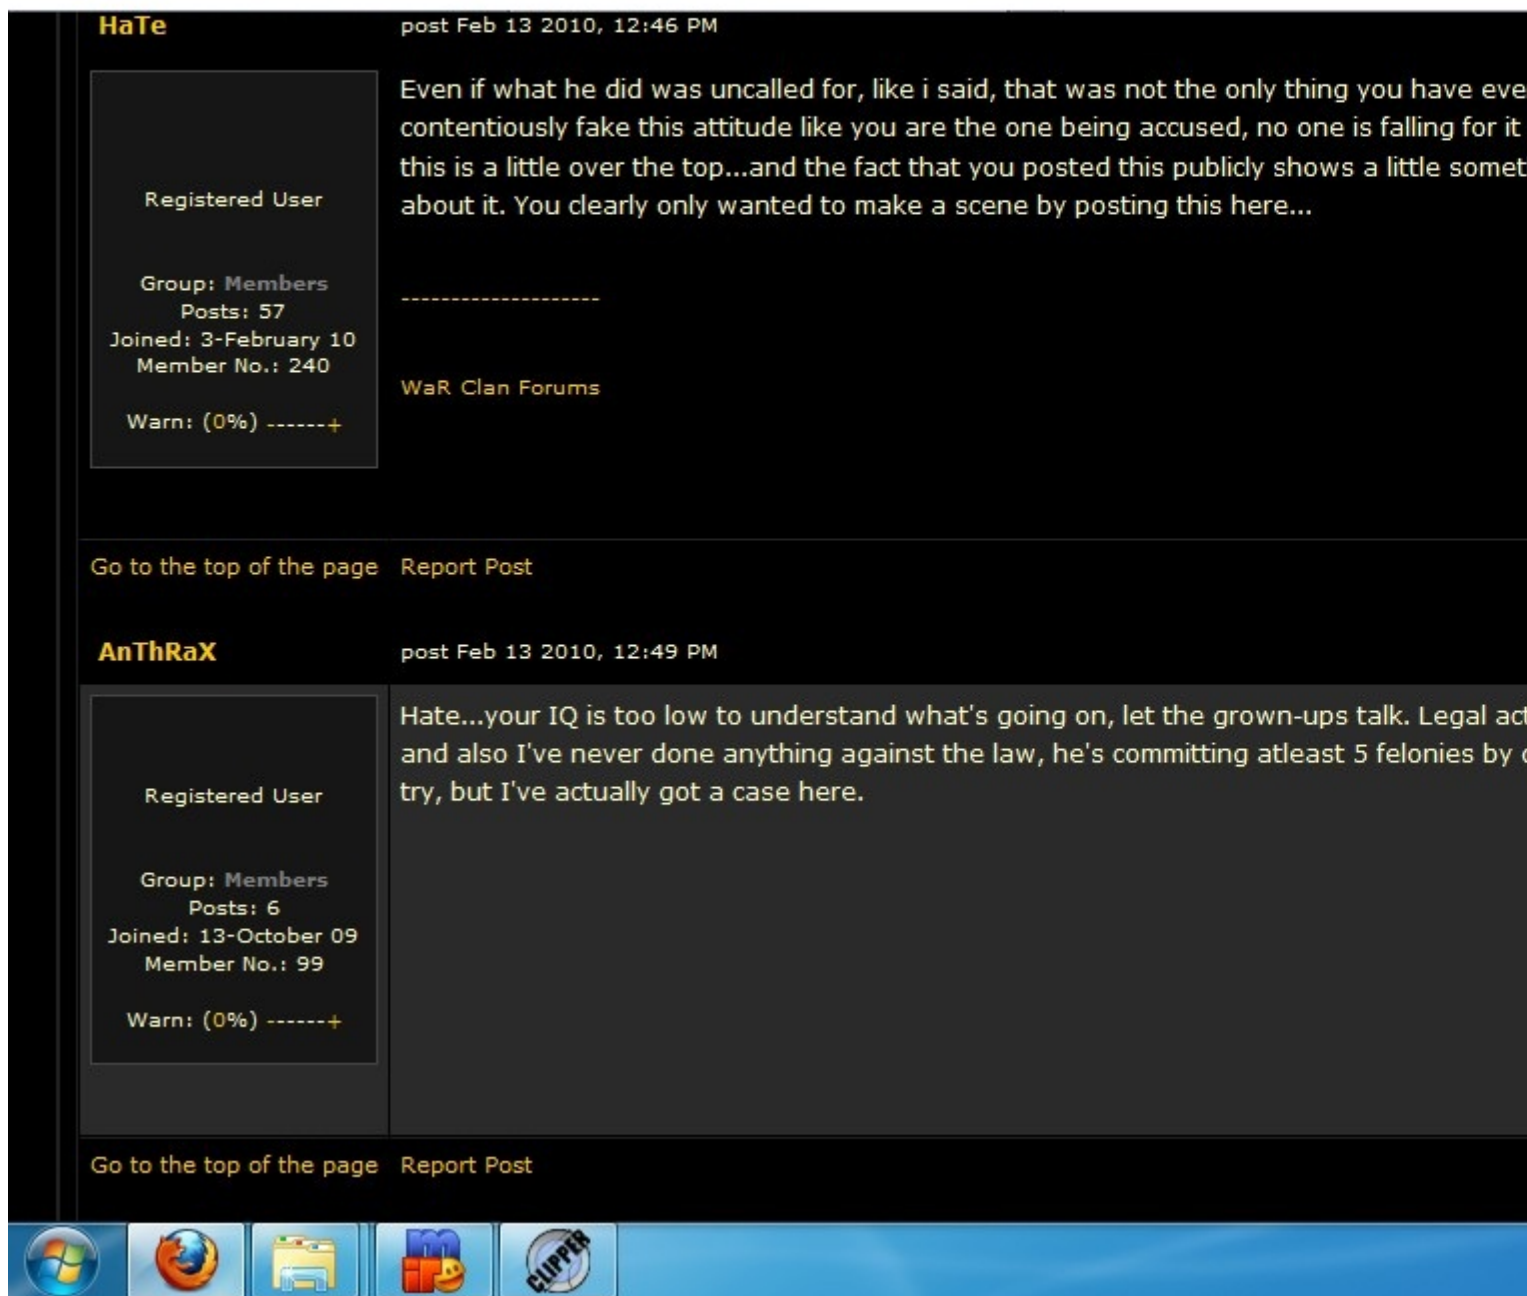 HaTe
post Feb 13 2010, 12:46 PM
Registered User
Group: Members
Posts: 57
Joined: 3-February 10
Member No.: 240
Warn: (0%) ------+
Even if what he did was uncalled for, like i said, that was not the only thing you have eve
contentiously fake this attitude like you are the one being accused, no one is falling for it
this is a little over the top...and the fact that you posted this publicly shows a little somet
about it. You clearly only wanted to make a scene by posting this here...
--------------------
WaR Clan Forums
Go to the top of the page Report Post
AnThRaX
post Feb 13 2010, 12:49 PM
Registered User
Group: Members
Posts: 6
Joined: 13-October 09
Member No.: 99
Warn: (0%) ------+
Hate...your IQ is too low to understand what's going on, let the grown-ups talk. Legal act
and also I've never done anything against the law, he's committing atleast 5 felonies by
try, but I've actually got a case here.
Go to the top of the page Report Post
CLIPPER